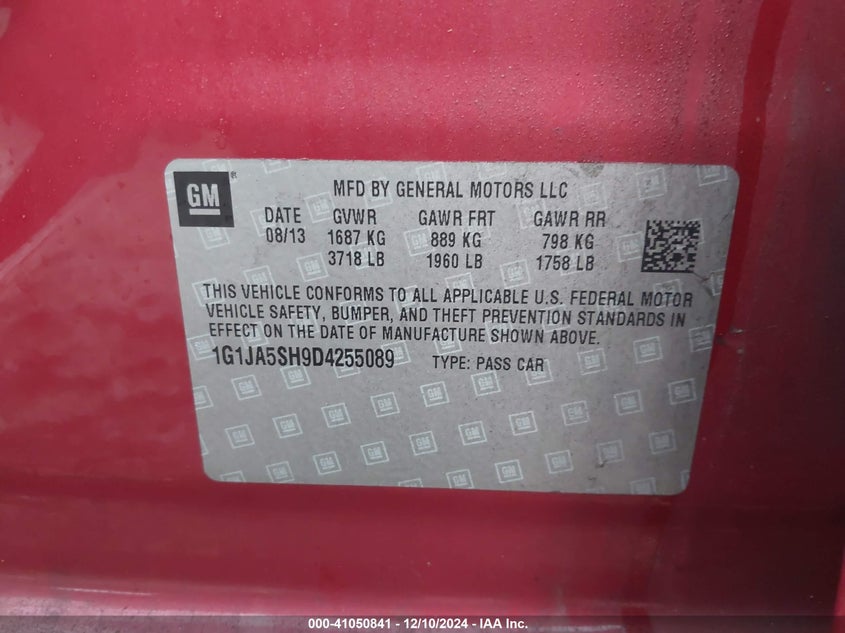 GM
MFD BY GENERAL MOTORS LLC
DATE GVWR GAWR FRT GAWR RR
08/13 1687 KG 889 KG 798 KG
3718 LB 1960 LB 1758 LB
THIS VEHICLE CONFORMS TO ALL APPLICABLE U.S. FEDERAL MOTOR
VEHICLE SAFETY, BUMPER, AND THEFT PREVENTION STANDARDS IN
EFFECT ON THE DATE OF MANUFACTURE SHOWN ABOVE.
1G1JA5SH9D4255089 TYPE: PASS CAR
000-41050841 - 12/10/2024 - IAA Inc.